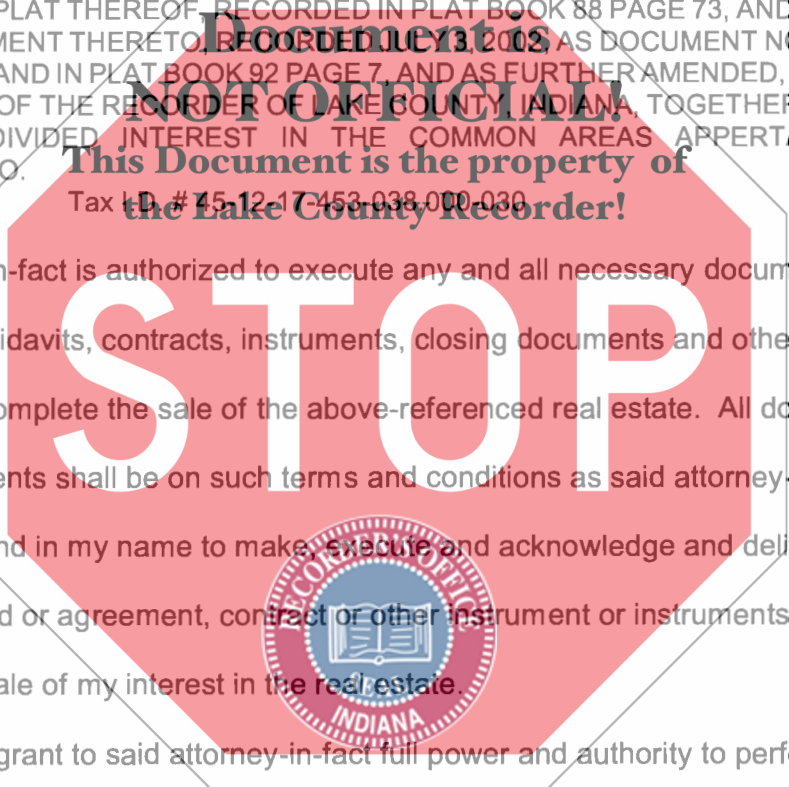 PLAT THEREOF, RECORDED IN PLAT BOOK 88 PAGE 73, AND
MENT THERETO RECORDED JULY 13, 2002, AS DOCUMENT NO
AND IN PLAT BOOK 92 PAGE 7, AND AS FURTHER AMENDED,
OF THE RECORDER OF LAKE COUNTY, INDIANA, TOGETHER
DIVIDED INTEREST IN THE COMMON AREAS APPERTA
O.
Document is
NOT OFFICIAL!
This Document is the property of
the Lake County Recorder!
Tax I.D. # 45-12-17-453-038.000-030
n-fact is authorized to execute any and all necessary docum
idavits, contracts, instruments, closing documents and othe
STOP
omplete the sale of the above-referenced real estate. All do
ents shall be on such terms and conditions as said attorney-
nd in my name to make, execute and acknowledge and deli
d or agreement, contract or other instrument or instruments
ale of my interest in the real estate.
RECORDER'S OFFICE
INDIANA
grant to said attorney-in-fact full power and authority to perfo